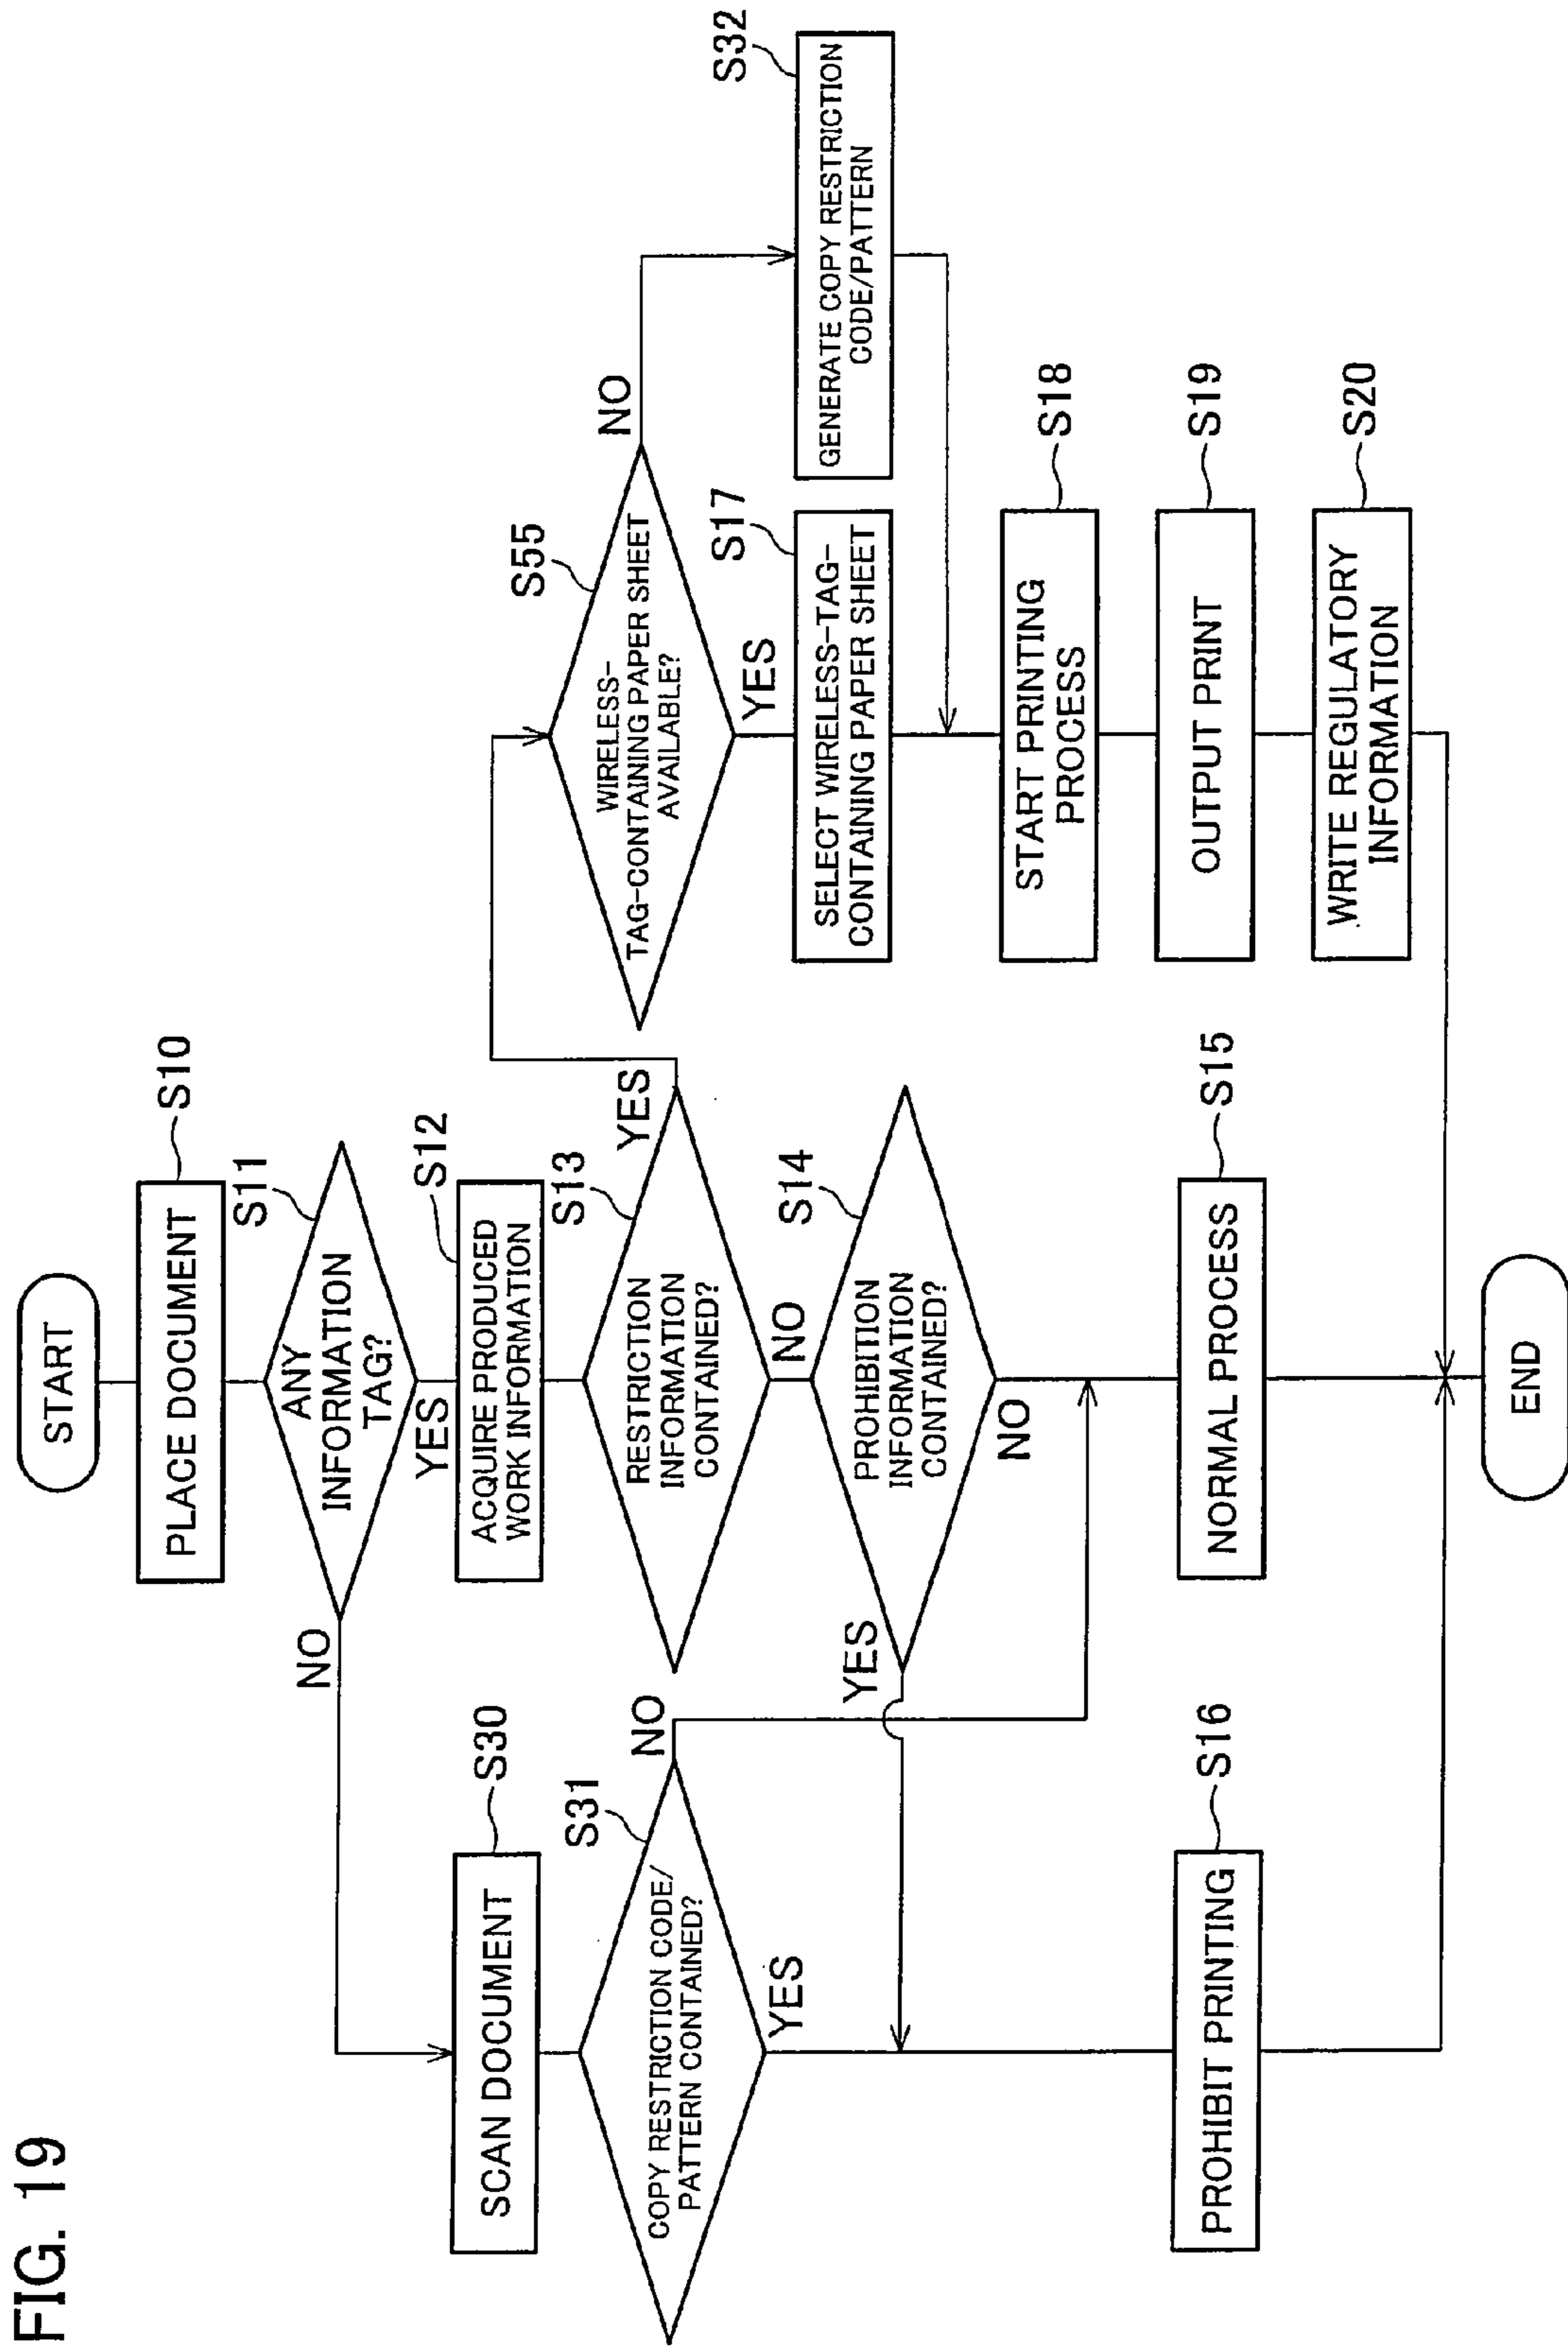 FIG. 19
START
PLACE DOCUMENT
S10
ANY
INFORMATION
TAG?
S11
NO
YES
ACQUIRE PRODUCED
WORK INFORMATION
S12
SCAN DOCUMENT
S30
RESTRICTION
INFORMATION
CONTAINED?
S13
YES
NO
COPY RESTRICTION CODE/
PATTERN CONTAINED?
S31
NO
YES
PROHIBITION
INFORMATION
CONTAINED?
S14
YES
NO
WIRELESS-
TAG-CONTAINING PAPER SHEET
AVAILABLE?
S55
NO
YES
SELECT WIRELESS-TAG-
CONTAINING PAPER SHEET
S17
GENERATE COPY RESTRICTION
CODE/PATTERN
S32
START PRINTING
PROCESS
S18
OUTPUT PRINT
S19
WRITE REGULATORY
INFORMATION
S20
PROHIBIT PRINTING
S16
NORMAL PROCESS
S15
END